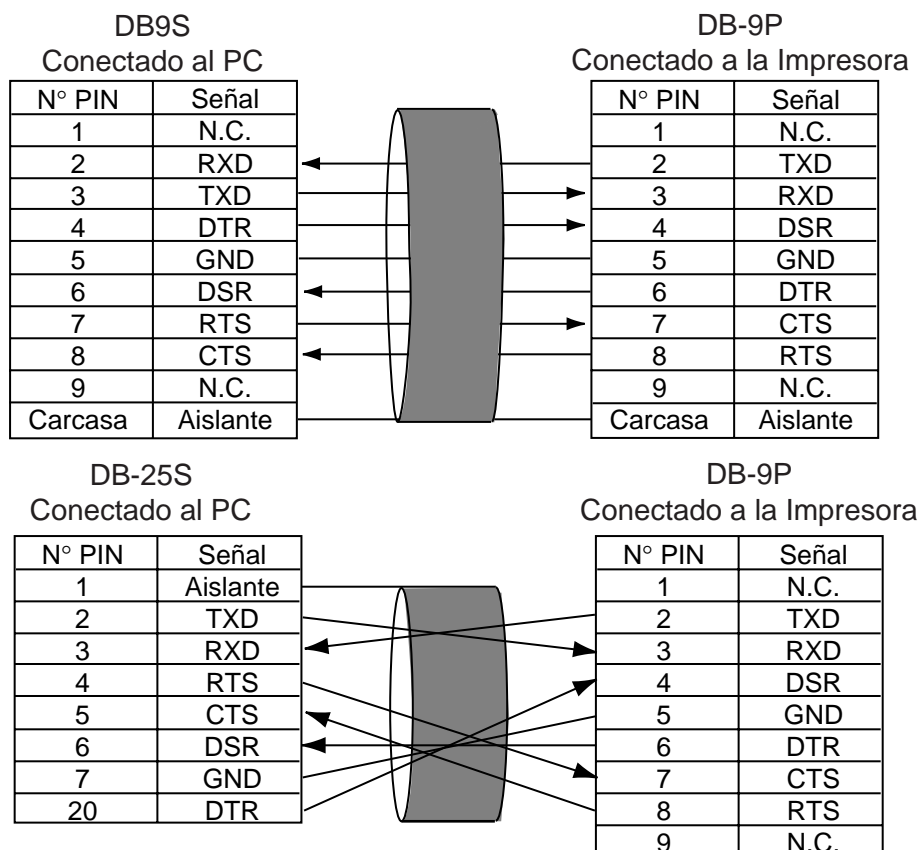 DB9S
Conectado al PC
DB-9P
Conectado a la Impresora
N° PIN Señal
1 N.C.
2 RXD
3 TXD
4 DTR
5 GND
6 DSR
7 RTS
8 CTS
9 N.C.
Carcasa Aislante
N° PIN Señal
1 N.C.
2 TXD
3 RXD
4 DSR
5 GND
6 DTR
7 CTS
8 RTS
9 N.C.
Carcasa Aislante
DB-25S
Conectado al PC
DB-9P
Conectado a la Impresora
N° PIN Señal
1 Aislante
2 TXD
3 RXD
4 RTS
5 CTS
6 DSR
7 GND
20 DTR
N° PIN Señal
1 N.C.
2 TXD
3 RXD
4 DSR
5 GND
6 DTR
7 CTS
8 RTS
9 N.C.